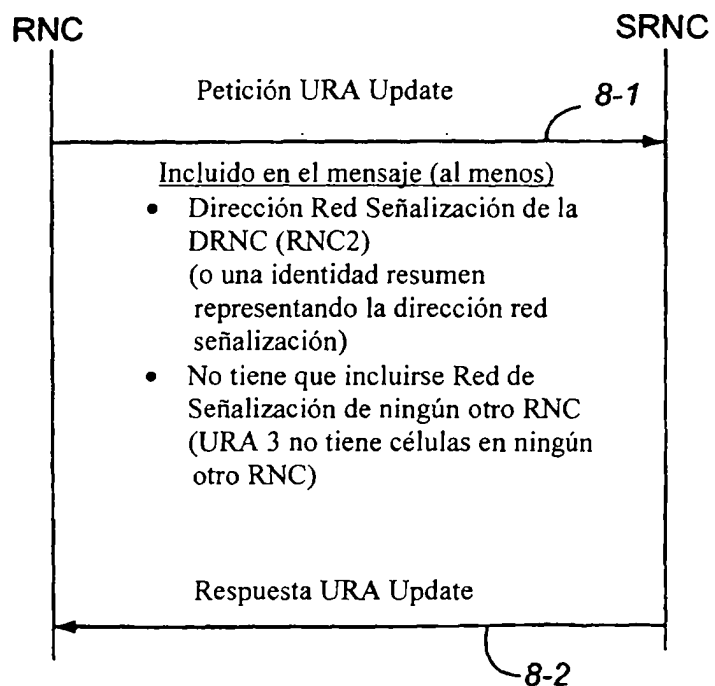 RNC
SRNC
Petición URA Update
8-1
Incluido en el mensaje (al menos)
• Dirección Red Señalización de la
DRNC (RNC2)
(o una identidad resumen
representando la dirección red
señalización)
• No tiene que incluirse Red de
Señalización de ningún otro RNC
(URA 3 no tiene células en ningún
otro RNC)
Respuesta URA Update
8-2